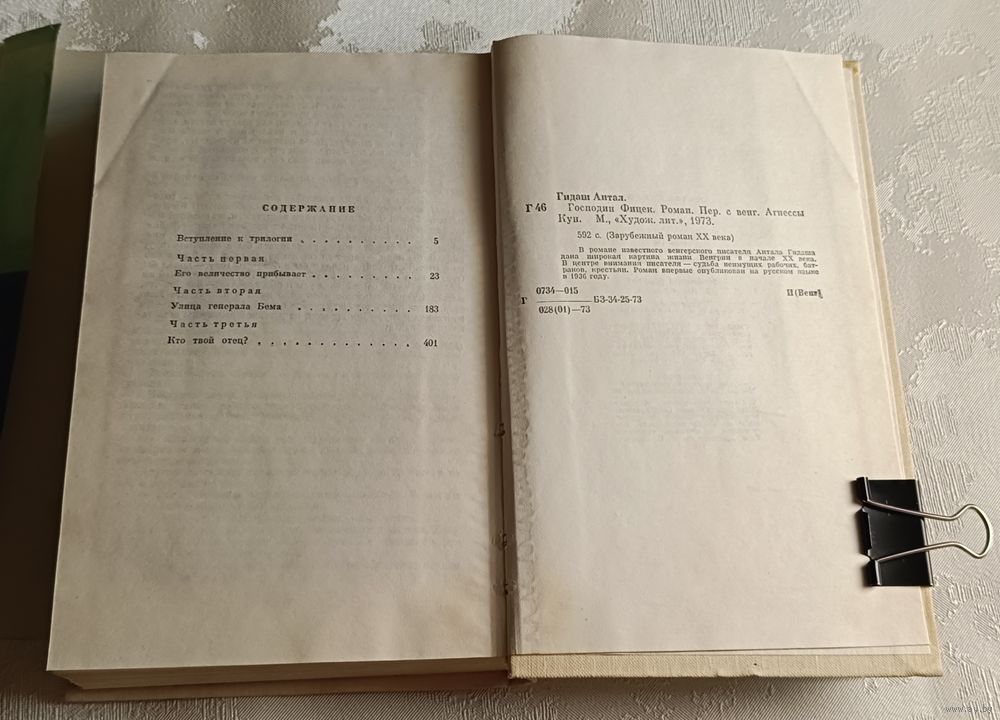 СОДЕРЖАНИЕ
Вступление к трилогии . . . . . . . . . . 5
Часть первая
Его величество прибывает . . . . . . . . . 23
Часть вторая
Улица генерала Бема . . . . . . . . . . 183
Часть третья
Кто твой отец? . . . . . . . . . . . . . 401
Гидаш Антал.
Г 46 Господин Фицек. Роман. Пер. с венг. Агнессы
Кун. М., «Худож. лит.», 1973.
592 с. (Зарубежный роман XX века)
В романе известного венгерского писателя Антала Гидаша
дана широкая картина жизни Венгрии в начале XX века.
В центре внимания писателя — судьба неимущих рабочих, бат-
раков, крестьян. Роман впервые опубликован на русском языке
в 1936 году.
0734—015
Г БЗ-34-25-73 И(Венг)
028(01)—73